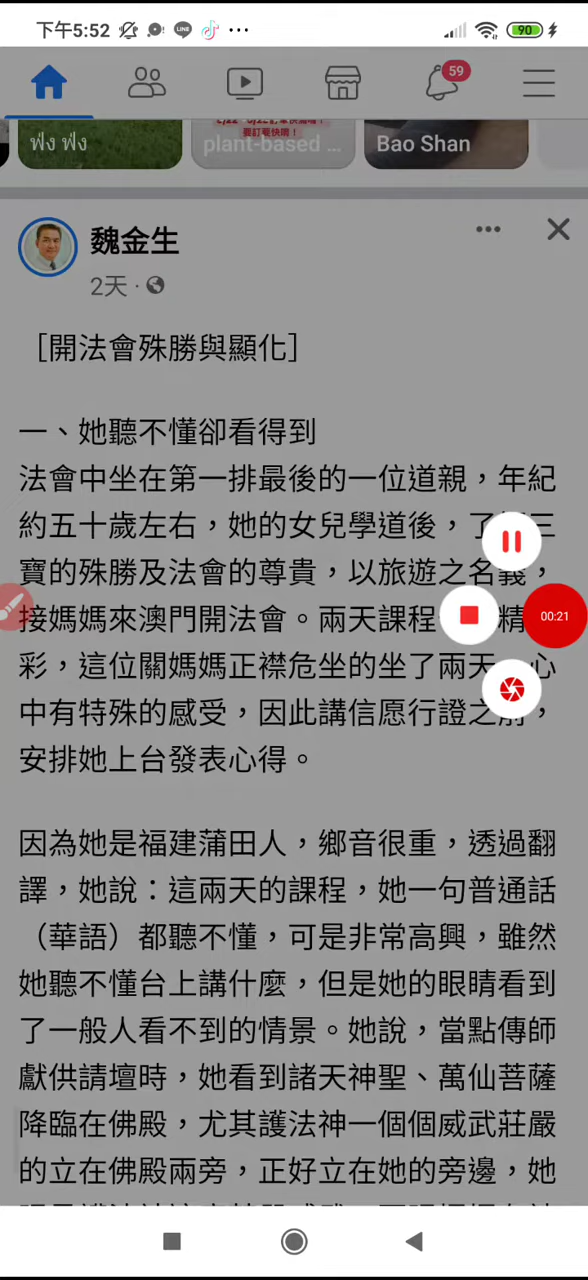 下午5:52
90
59
ฟง ฟง
plant-based ...
Bao Shan
魏金生
2天
［開法會殊勝與顯化］
一、她聽不懂卻看得到
法會中坐在第一排最後的一位道親，年紀
約五十歲左右，她的女兒學道後，了 三
寶的殊勝及法會的尊貴，以旅遊之名義，
接媽媽來澳門開法會。兩天課程 精
00:21
彩，這位關媽媽正襟危坐的坐了兩天 心
中有特殊的感受，因此講信愿行證之前，
安排她上台發表心得。
因為她是福建蒲田人，鄉音很重，透過翻
譯，她說：這兩天的課程，她一句普通話
（華語）都聽不懂，可是非常高興，雖然
她聽不懂台上講什麼，但是她的眼睛看到
了一般人看不到的情景。她說，當點傳師
獻供請壇時，她看到諸天神聖、萬仙菩薩
降臨在佛殿，尤其護法神一個個威武莊嚴
的立在佛殿兩旁，正好立在她的旁邊，她